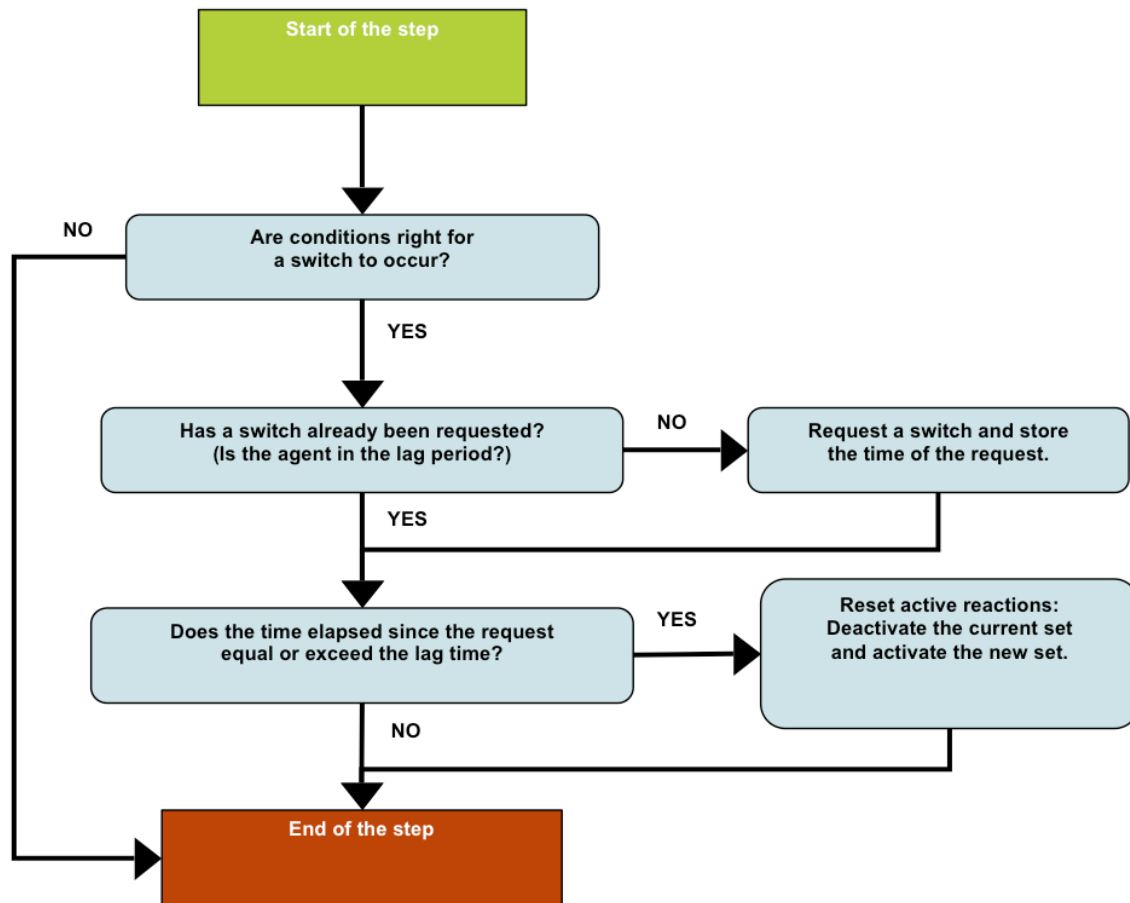 Start of the step
NO
Are conditions right for
a switch to occur?
YES
Has a switch already been requested?
(Is the agent in the lag period?)
NO
Request a switch and store
the time of the request.
YES
Does the time elapsed since the request
equal or exceed the lag time?
YES
Reset active reactions:
Deactivate the current set
and activate the new set.
NO
End of the step